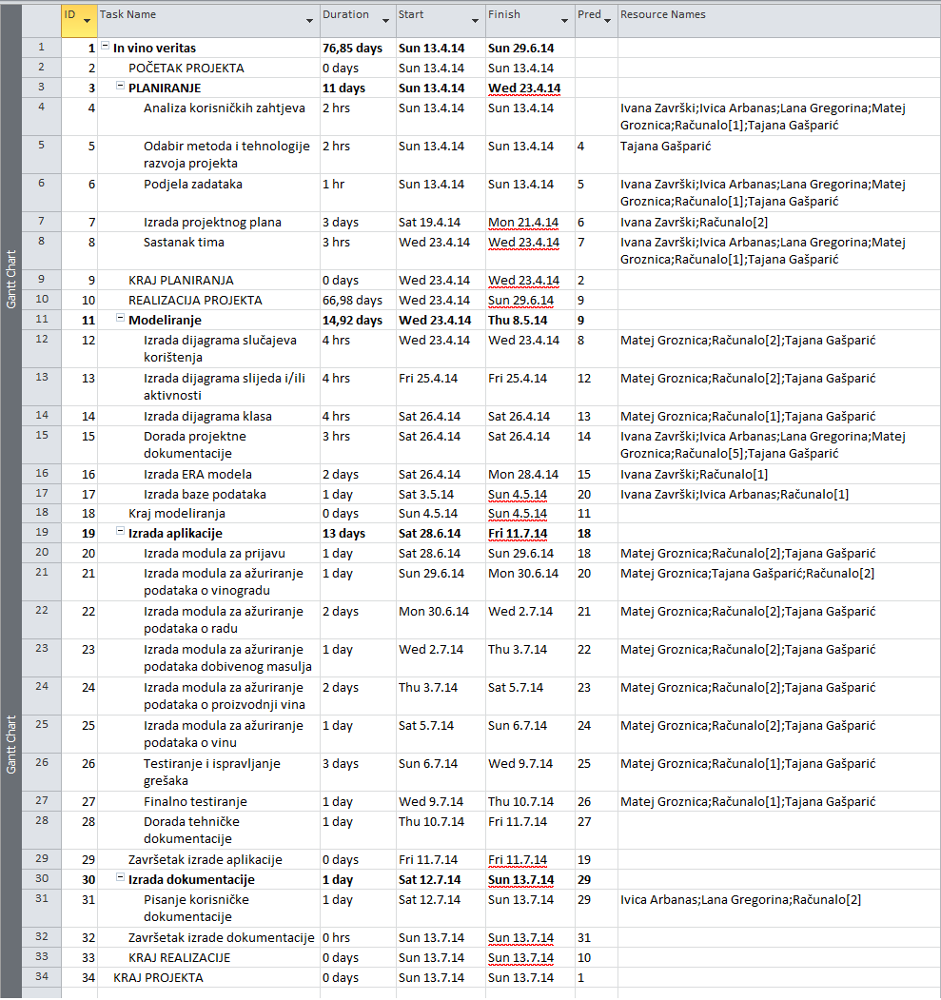 ID Task Name Duration Start Finish Pred Resource Names
1 1 In vino veritas 76,85 days Sun 13.4.14 Sun 29.6.14
2 2 POČETAK PROJEKTA 0 days Sun 13.4.14 Sun 13.4.14
3 3 PLANIRANJE 11 days Sun 13.4.14 Wed 23.4.14
4 4 Analiza korisničkih zahtjeva 2 hrs Sun 13.4.14 Sun 13.4.14 Ivana Završki;Ivica Arbanas;Lana Gregorina;Matej
Groznica;Računalo[1];Tajana Gašparić
5 5 Odabir metoda i tehnologije 2 hrs Sun 13.4.14 Sun 13.4.14 4 Tajana Gašparić
razvoja projekta
6 6 Podjela zadataka 1 hr Sun 13.4.14 Sun 13.4.14 5 Ivana Završki;Ivica Arbanas;Lana Gregorina;Matej
Groznica;Računalo[1];Tajana Gašparić
7 7 Izrada projektnog plana 3 days Sat 19.4.14 Mon 21.4.14 6 Ivana Završki;Računalo[2]
8 8 Sastanak tima 3 hrs Wed 23.4.14 Wed 23.4.14 7 Ivana Završki;Ivica Arbanas;Lana Gregorina;Matej
Groznica;Računalo[1];Tajana Gašparić
9 9 KRAJ PLANIRANJA 0 days Wed 23.4.14 Wed 23.4.14 2
10 10 REALIZACIJA PROJEKTA 66,98 days Wed 23.4.14 Sun 29.6.14 9
11 11 Modeliranje 14,92 days Wed 23.4.14 Thu 8.5.14 9
12 12 Izrada dijagrama slučajeva 4 hrs Wed 23.4.14 Wed 23.4.14 8 Matej Groznica;Računalo[2];Tajana Gašparić
korištenja
13 13 Izrada dijagrama slijeda i/ili 4 hrs Fri 25.4.14 Fri 25.4.14 12 Matej Groznica;Računalo[2];Tajana Gašparić
aktivnosti
14 14 Izrada dijagrama klasa 4 hrs Sat 26.4.14 Sat 26.4.14 13 Matej Groznica;Računalo[1];Tajana Gašparić
15 15 Dorada projektne 3 hrs Sat 26.4.14 Sat 26.4.14 14 Ivana Završki;Ivica Arbanas;Lana Gregorina;Matej
dokumentacije Groznica;Računalo[5];Tajana Gašparić
16 16 Izrada ERA modela 2 days Sat 26.4.14 Mon 28.4.14 15 Ivana Završki;Računalo[1]
17 17 Izrada baze podataka 1 day Sat 3.5.14 Sun 4.5.14 20 Ivana Završki;Ivica Arbanas;Računalo[1]
18 18 Kraj modeliranja 0 days Sun 4.5.14 Sun 4.5.14 11
19 19 Izrada aplikacije 13 days Sat 28.6.14 Fri 11.7.14 18
20 20 Izrada modula za prijavu 1 day Sat 28.6.14 Sun 29.6.14 18 Matej Groznica;Računalo[2];Tajana Gašparić
21 21 Izrada modula za ažuriranje 1 day Sun 29.6.14 Mon 30.6.14 20 Matej Groznica;Tajana Gašparić;Računalo[2]
podataka o vinogradu
22 22 Izrada modula za ažuriranje 2 days Mon 30.6.14 Wed 2.7.14 21 Matej Groznica;Računalo[2];Tajana Gašparić
podataka o radu
23 23 Izrada modula za ažuriranje 1 day Wed 2.7.14 Thu 3.7.14 22 Matej Groznica;Računalo[2];Tajana Gašparić
podataka dobivenog masulja
24 24 Izrada modula za ažuriranje 2 days Thu 3.7.14 Sat 5.7.14 23 Matej Groznica;Računalo[2];Tajana Gašparić
podataka o proizvodnji vina
25 25 Izrada modula za ažuriranje 1 day Sat 5.7.14 Sun 6.7.14 24 Matej Groznica;Računalo[2];Tajana Gašparić
podataka o vinu
26 26 Testiranje i ispravljanje 3 days Sun 6.7.14 Wed 9.7.14 25 Matej Groznica;Računalo[1];Tajana Gašparić
grešaka
27 27 Finalno testiranje 1 day Wed 9.7.14 Thu 10.7.14 26 Matej Groznica;Računalo[1];Tajana Gašparić
28 28 Dorada tehničke 1 day Thu 10.7.14 Fri 11.7.14 27
dokumentacije
29 29 Završetak izrade aplikacije 0 days Fri 11.7.14 Fri 11.7.14 19
30 30 Izrada dokumentacije 1 day Sat 12.7.14 Sun 13.7.14 29
31 31 Pisanje korisničke 1 day Sat 12.7.14 Sun 13.7.14 29 Ivica Arbanas;Lana Gregorina;Računalo[2]
dokumentacije
32 32 Završetak izrade dokumentacije 0 hrs Sun 13.7.14 Sun 13.7.14 31
33 33 KRAJ REALIZACIJE 0 days Sun 13.7.14 Sun 13.7.14 10
34 34 KRAJ PROJEKTA 0 days Sun 13.7.14 Sun 13.7.14 1
Gantt Chart
Gantt Chart